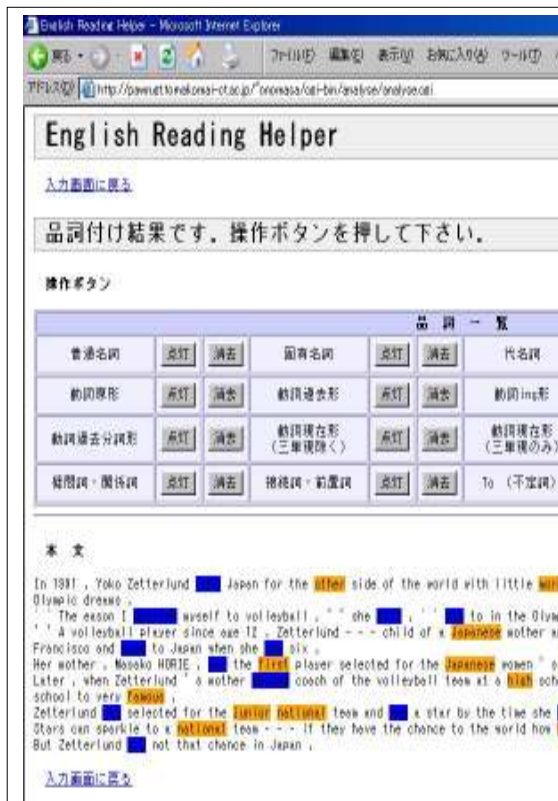 English Reading Helper - Microsoft Internet Explorer
戻る ファイル(F) 編集(E) 表示(V) お気に入り(A) ツール(T)
アドレス(D)
English Reading Helper
入力画面に戻る
品詞付け結果です．操作ボタンを押して下さい．
操作ボタン
品 詞 一 覧
普通名詞 点灯 消去 固有名詞 点灯 消去 代名詞
動詞原形 点灯 消去 動詞過去形 点灯 消去 動詞ing形
動詞過去分詞形 点灯 消去 動詞現在形 (三単現除く) 点灯 消去 動詞現在形 (三単現のみ)
疑問詞・関係詞 点灯 消去 接続詞・前置詞 点灯 消去 To (不定詞)
本 文
In 1991 , Yoko Zetterlund Japan for the other side of the world with little
Olympic dreams .
I myself to volleyball , ' ' she , ' ' to in the
' ' A volleyball player since age 12 , Zetterlund - - - child of a Japanese mother
Francisco and to Japan when she six .
Her mother , Masako HORIE , the first player selected for the Japanese women ' s
Later , when Zetterlund ' s mother coach of the volleyball team at a high
school to very famous .
Zetterlund selected for the junior national team and a star by the time she
Stars can sparkle to a national team - - - if they have the chance to the world how
But Zetterlund not that chance in Japan .
入力画面に戻る